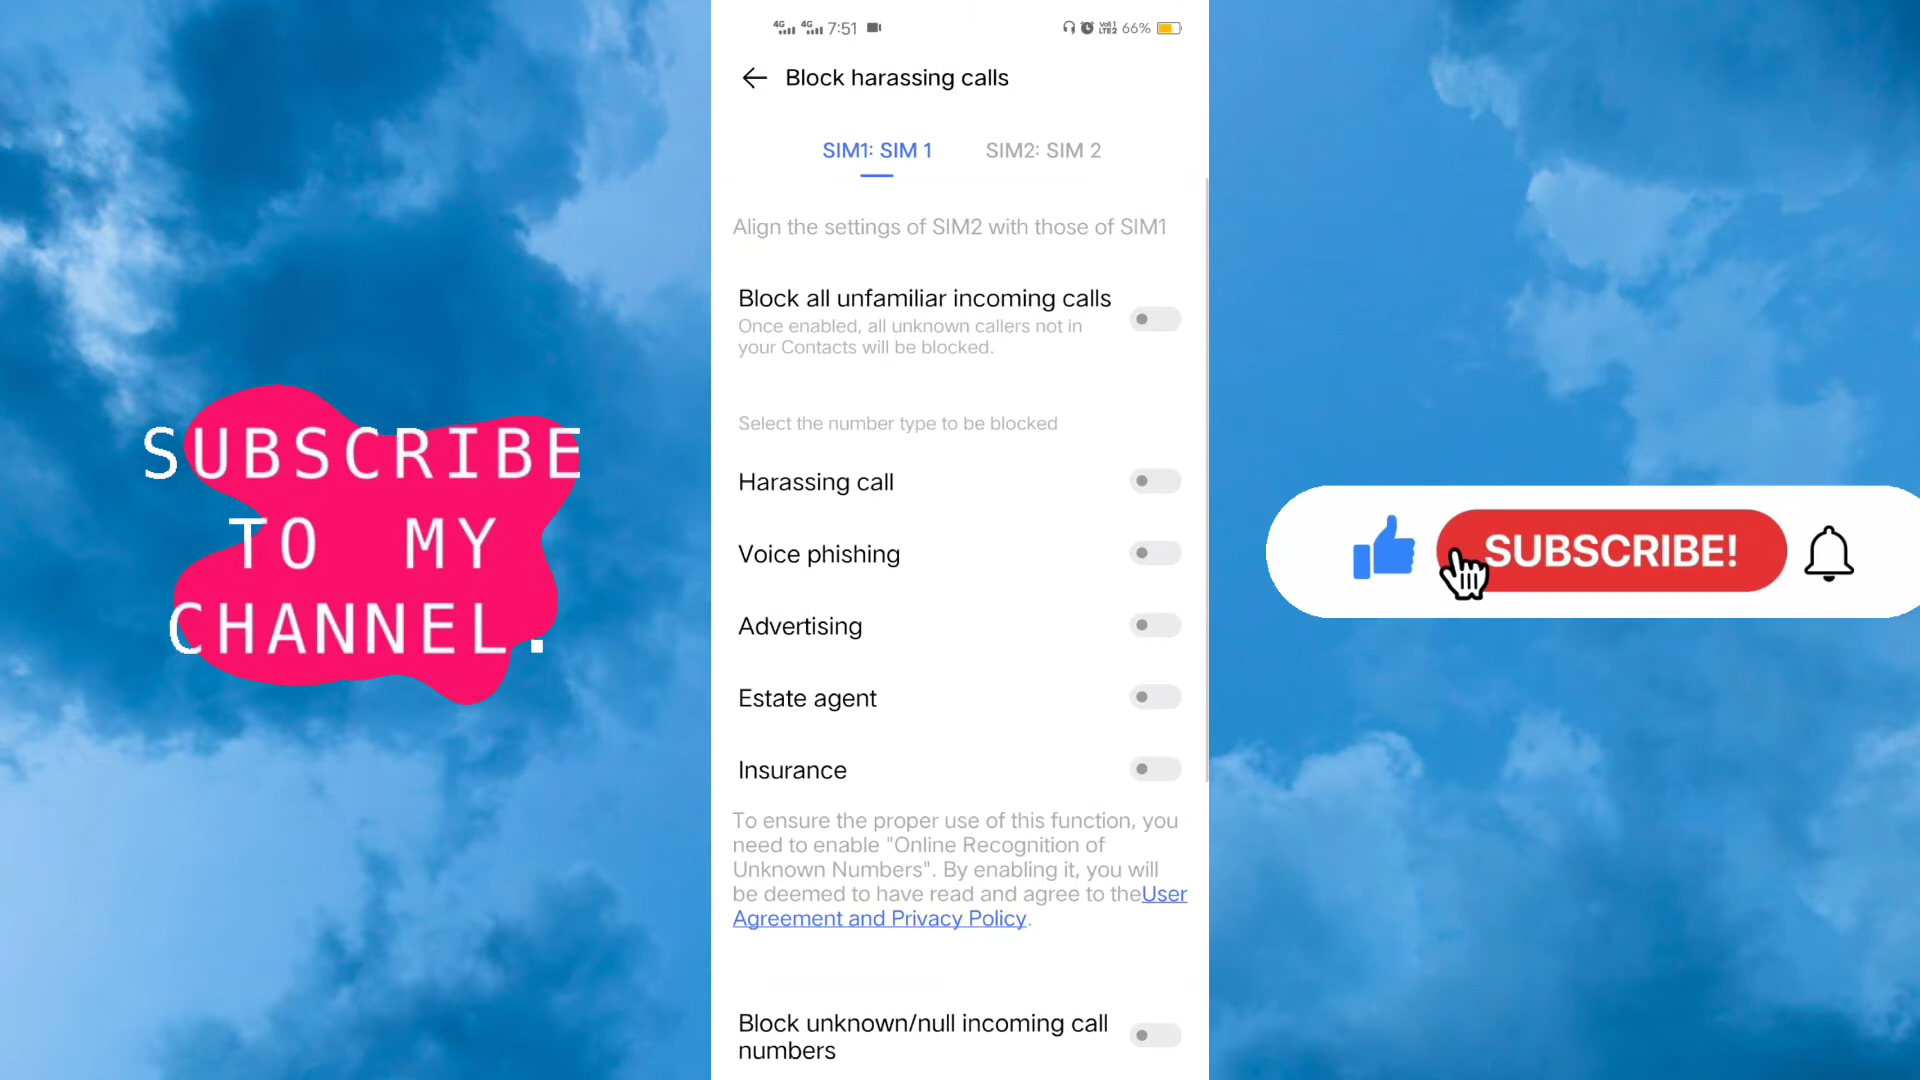 4G 4G 7:51
66%
Block harassing calls
SIM1: SIM 1
SIM2: SIM 2
Align the settings of SIM2 with those of SIM1
Block all unfamiliar incoming calls
Once enabled, all unknown callers not in
your Contacts will be blocked.
Select the number type to be blocked
Harassing call
Voice phishing
Advertising
Estate agent
Insurance
To ensure the proper use of this function, you
need to enable "Online Recognition of
Unknown Numbers". By enabling it, you will
be deemed to have read and agree to theUser
Agreement and Privacy Policy.
Block unknown/null incoming call
numbers
SUBSCRIBE
TO MY
CHANNEL.
SUBSCRIBE!